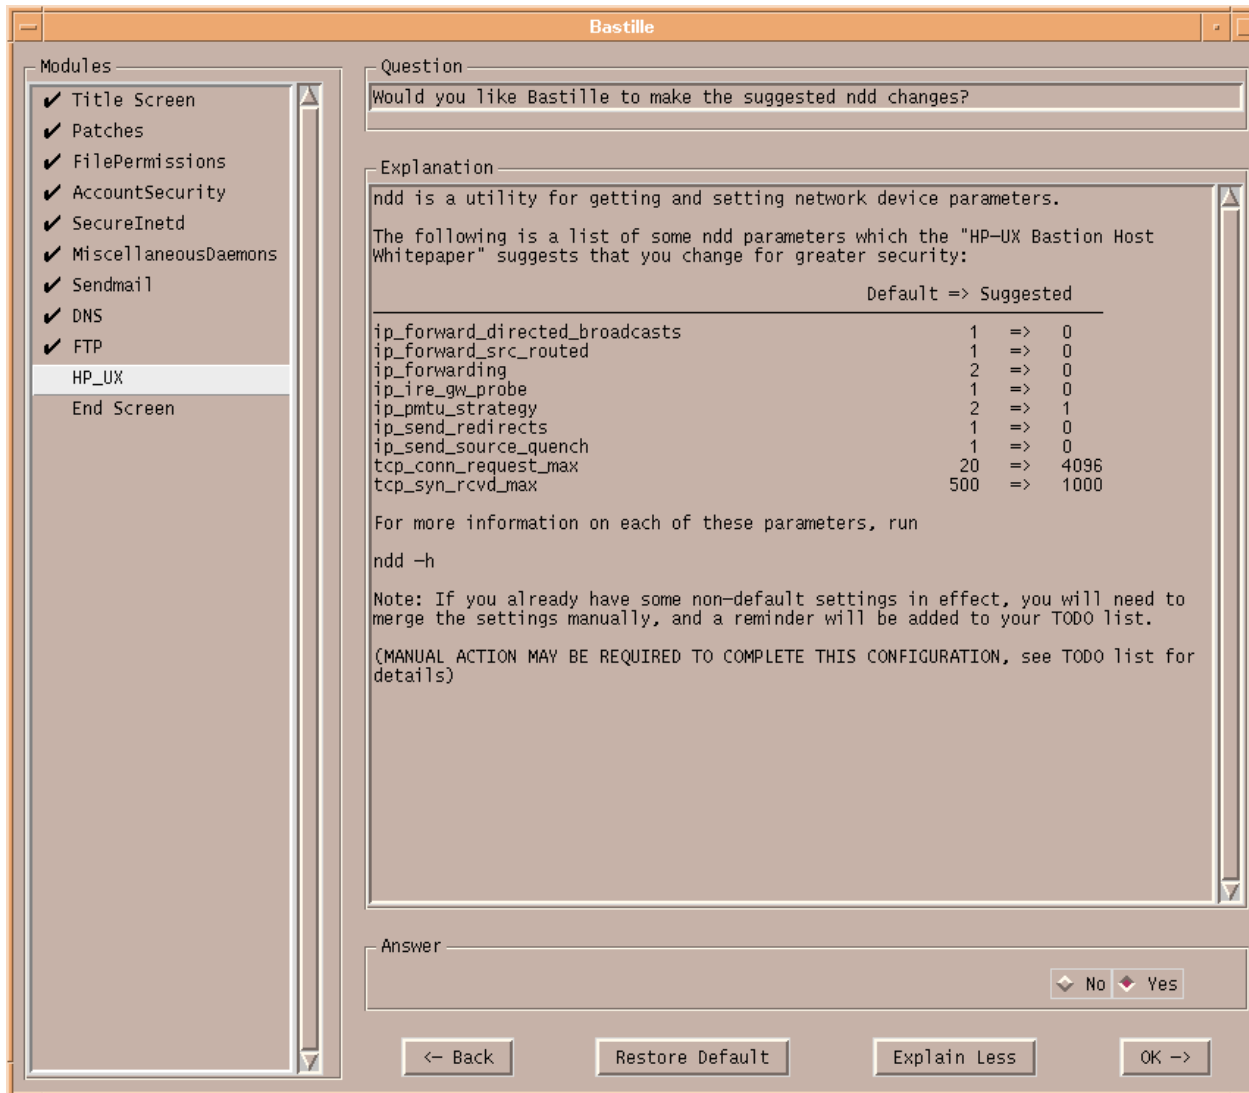 Bastille
Modules
✔ Title Screen
✔ Patches
✔ FilePermissions
✔ AccountSecurity
✔ SecureInetd
✔ MiscellaneousDaemons
✔ Sendmail
✔ DNS
✔ FTP
HP_UX
End Screen
Question
Would you like Bastille to make the suggested ndd changes?
Explanation
ndd is a utility for getting and setting network device parameters.
The following is a list of some ndd parameters which the "HP-UX Bastion Host
Whitepaper" suggests that you change for greater security:
Default => Suggested
ip_forward_directed_broadcasts 1 => 0
ip_forward_src_routed 1 => 0
ip_forwarding 2 => 0
ip_ire_gw_probe 1 => 0
ip_pmtu_strategy 2 => 1
ip_send_redirects 1 => 0
ip_send_source_quench 1 => 0
tcp_conn_request_max 20 => 4096
tcp_syn_rcvd_max 500 => 1000
For more information on each of these parameters, run
ndd -h
Note: If you already have some non-default settings in effect, you will need to
merge the settings manually, and a reminder will be added to your TODO list.
(MANUAL ACTION MAY BE REQUIRED TO COMPLETE THIS CONFIGURATION, see TODO list for
details)
Answer
No Yes
<- Back Restore Default Explain Less OK ->